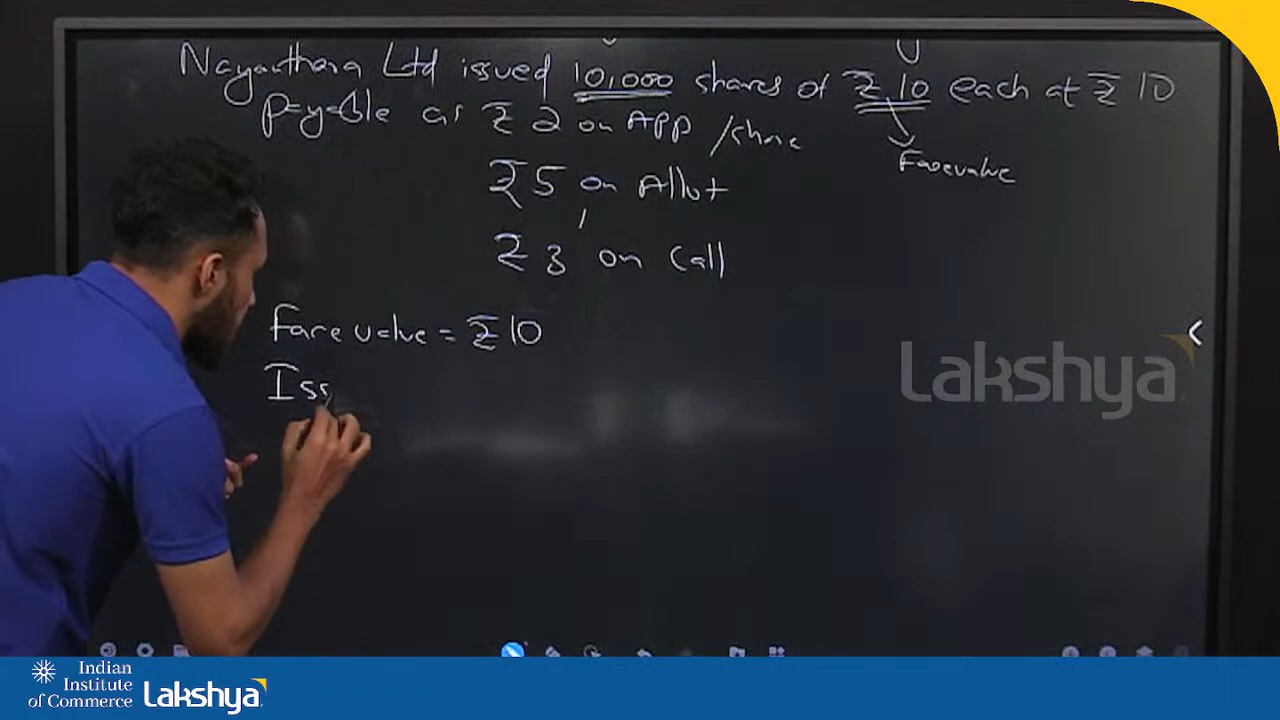 Nayanthara Ltd issued 10,000 shares of ₹ 10 each at ₹ 10
payable as ₹ 2 on APP /share
Facevalue
₹5 on Allot
₹ 3 on Call
Face value = ₹10
Iss
Lakshya
Indian
Institute
of Commerce
Lakshya